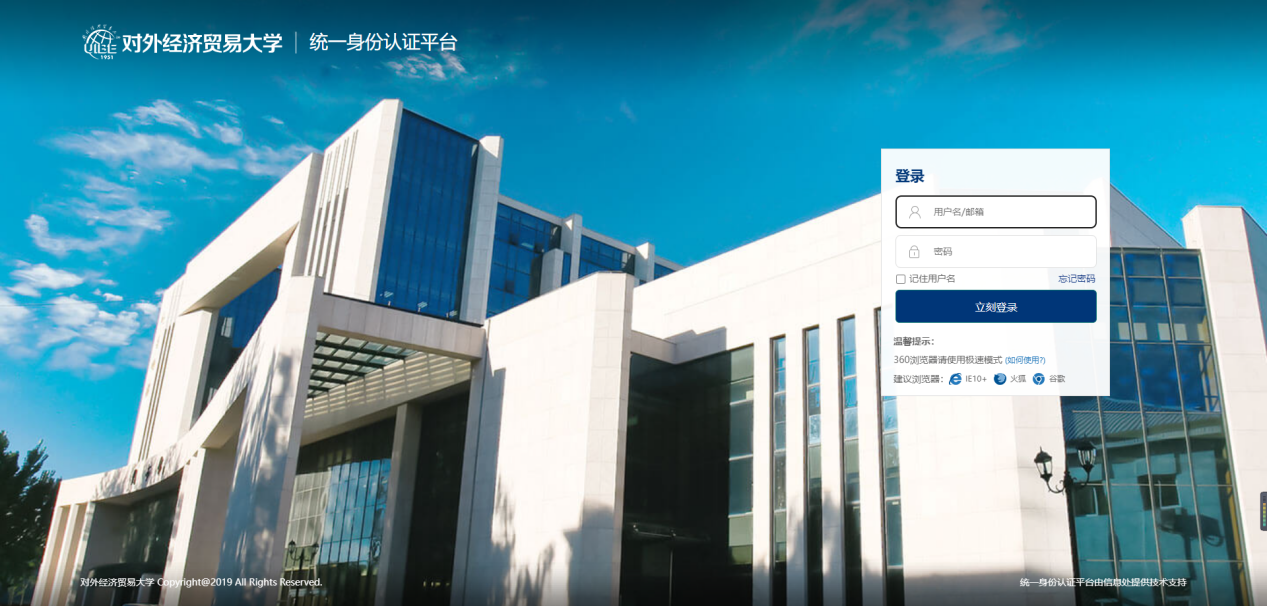 对外经济贸易大学 | 统一身份认证平台
1951
登录
用户名/邮箱
密码
记住用户名 忘记密码
立刻登录
温馨提示：
360浏览器请使用极速模式 (如何使用?)
建议浏览器： IE10+ 火狐 谷歌
对外经济贸易大学 Copyright@2019 All Rights Reserved.
统一身份认证平台由信息处提供技术支持